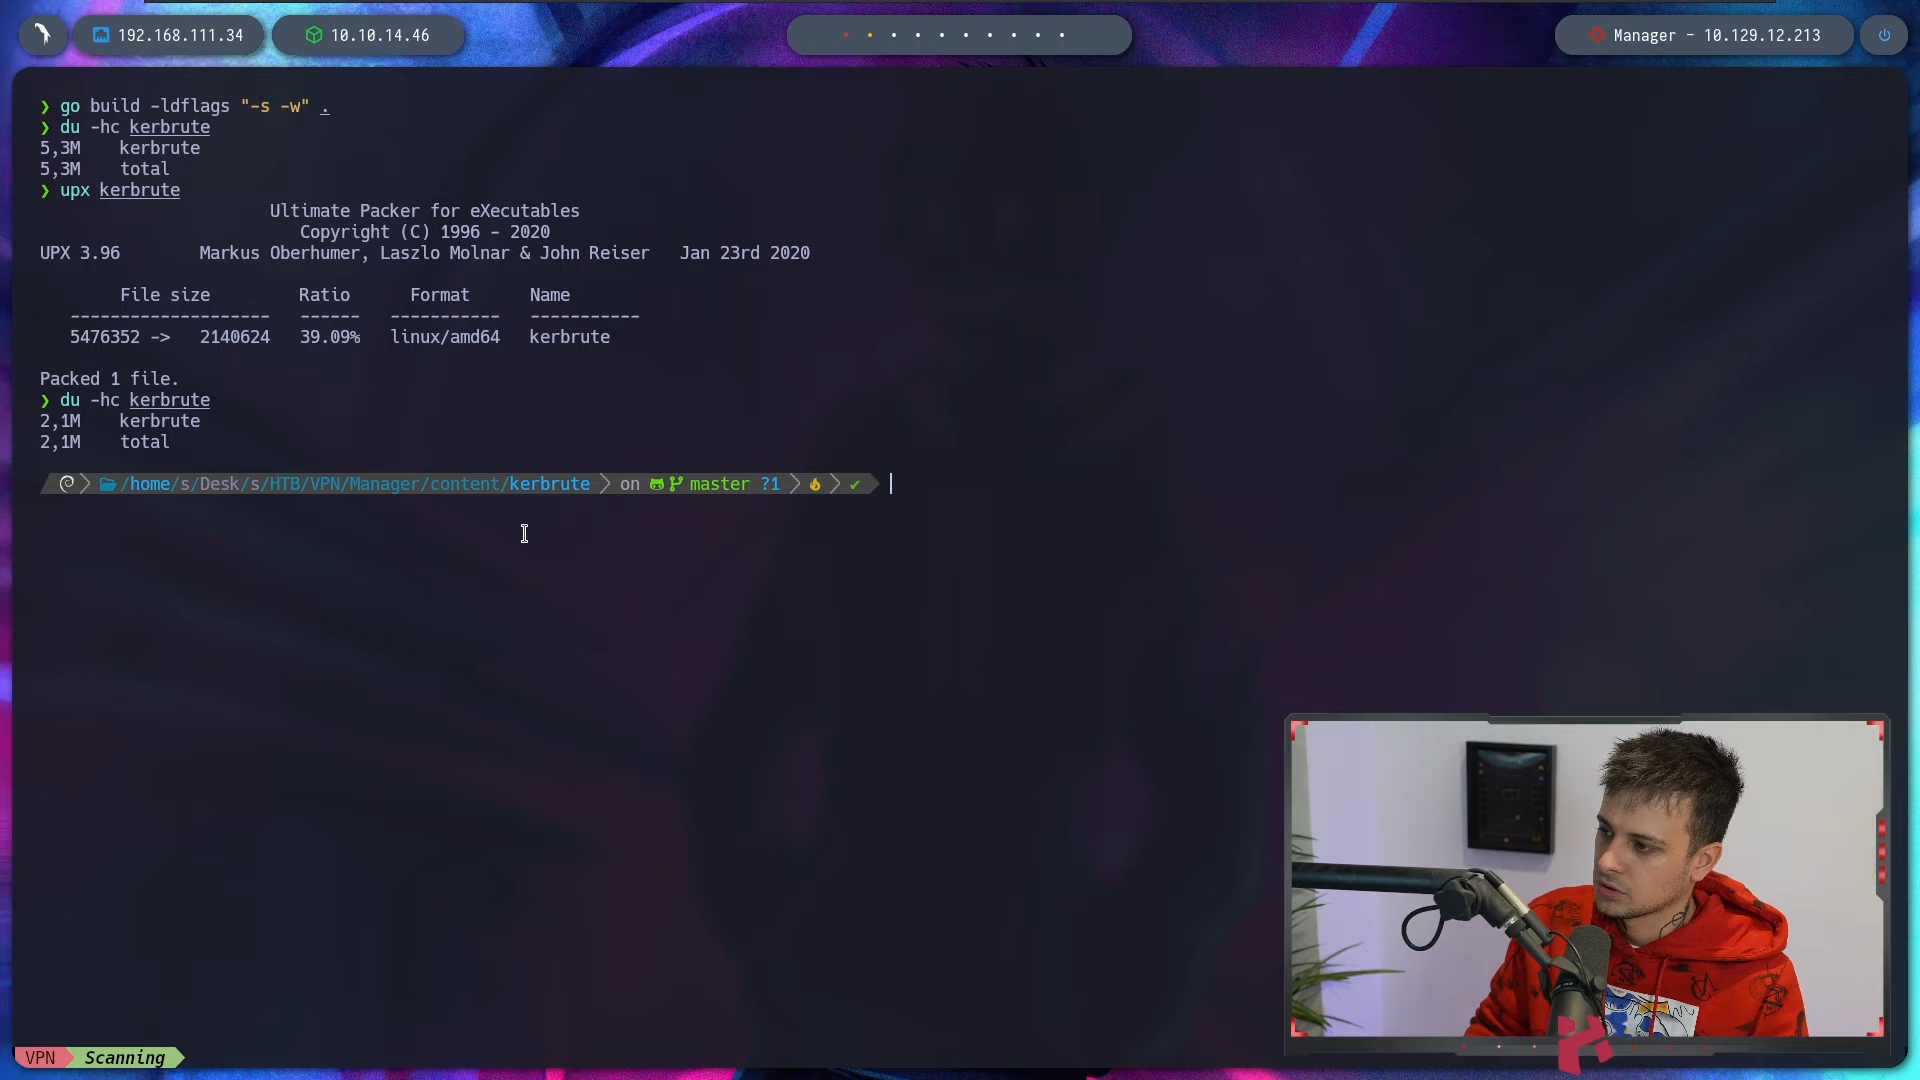 192.168.111.34
10.10.14.46
Manager - 10.129.12.213
❯ go build -ldflags "-s -w" .
❯ du -hc kerbrute
5,3M    kerbrute
5,3M    total
❯ upx kerbrute
Ultimate Packer for eXecutables
Copyright (C) 1996 - 2020
UPX 3.96        Markus Oberhumer, Laszlo Molnar & John Reiser   Jan 23rd 2020
File size         Ratio      Format      Name
--------------------   ------   -----------   -----------
5476352 ->   2140624   39.09%   linux/amd64   kerbrute
Packed 1 file.
❯ du -hc kerbrute
2,1M    kerbrute
2,1M    total
/home/s/Desk/s/HTB/VPN/Manager/content/kerbrute on master ?1 ✔
VPN Scanning